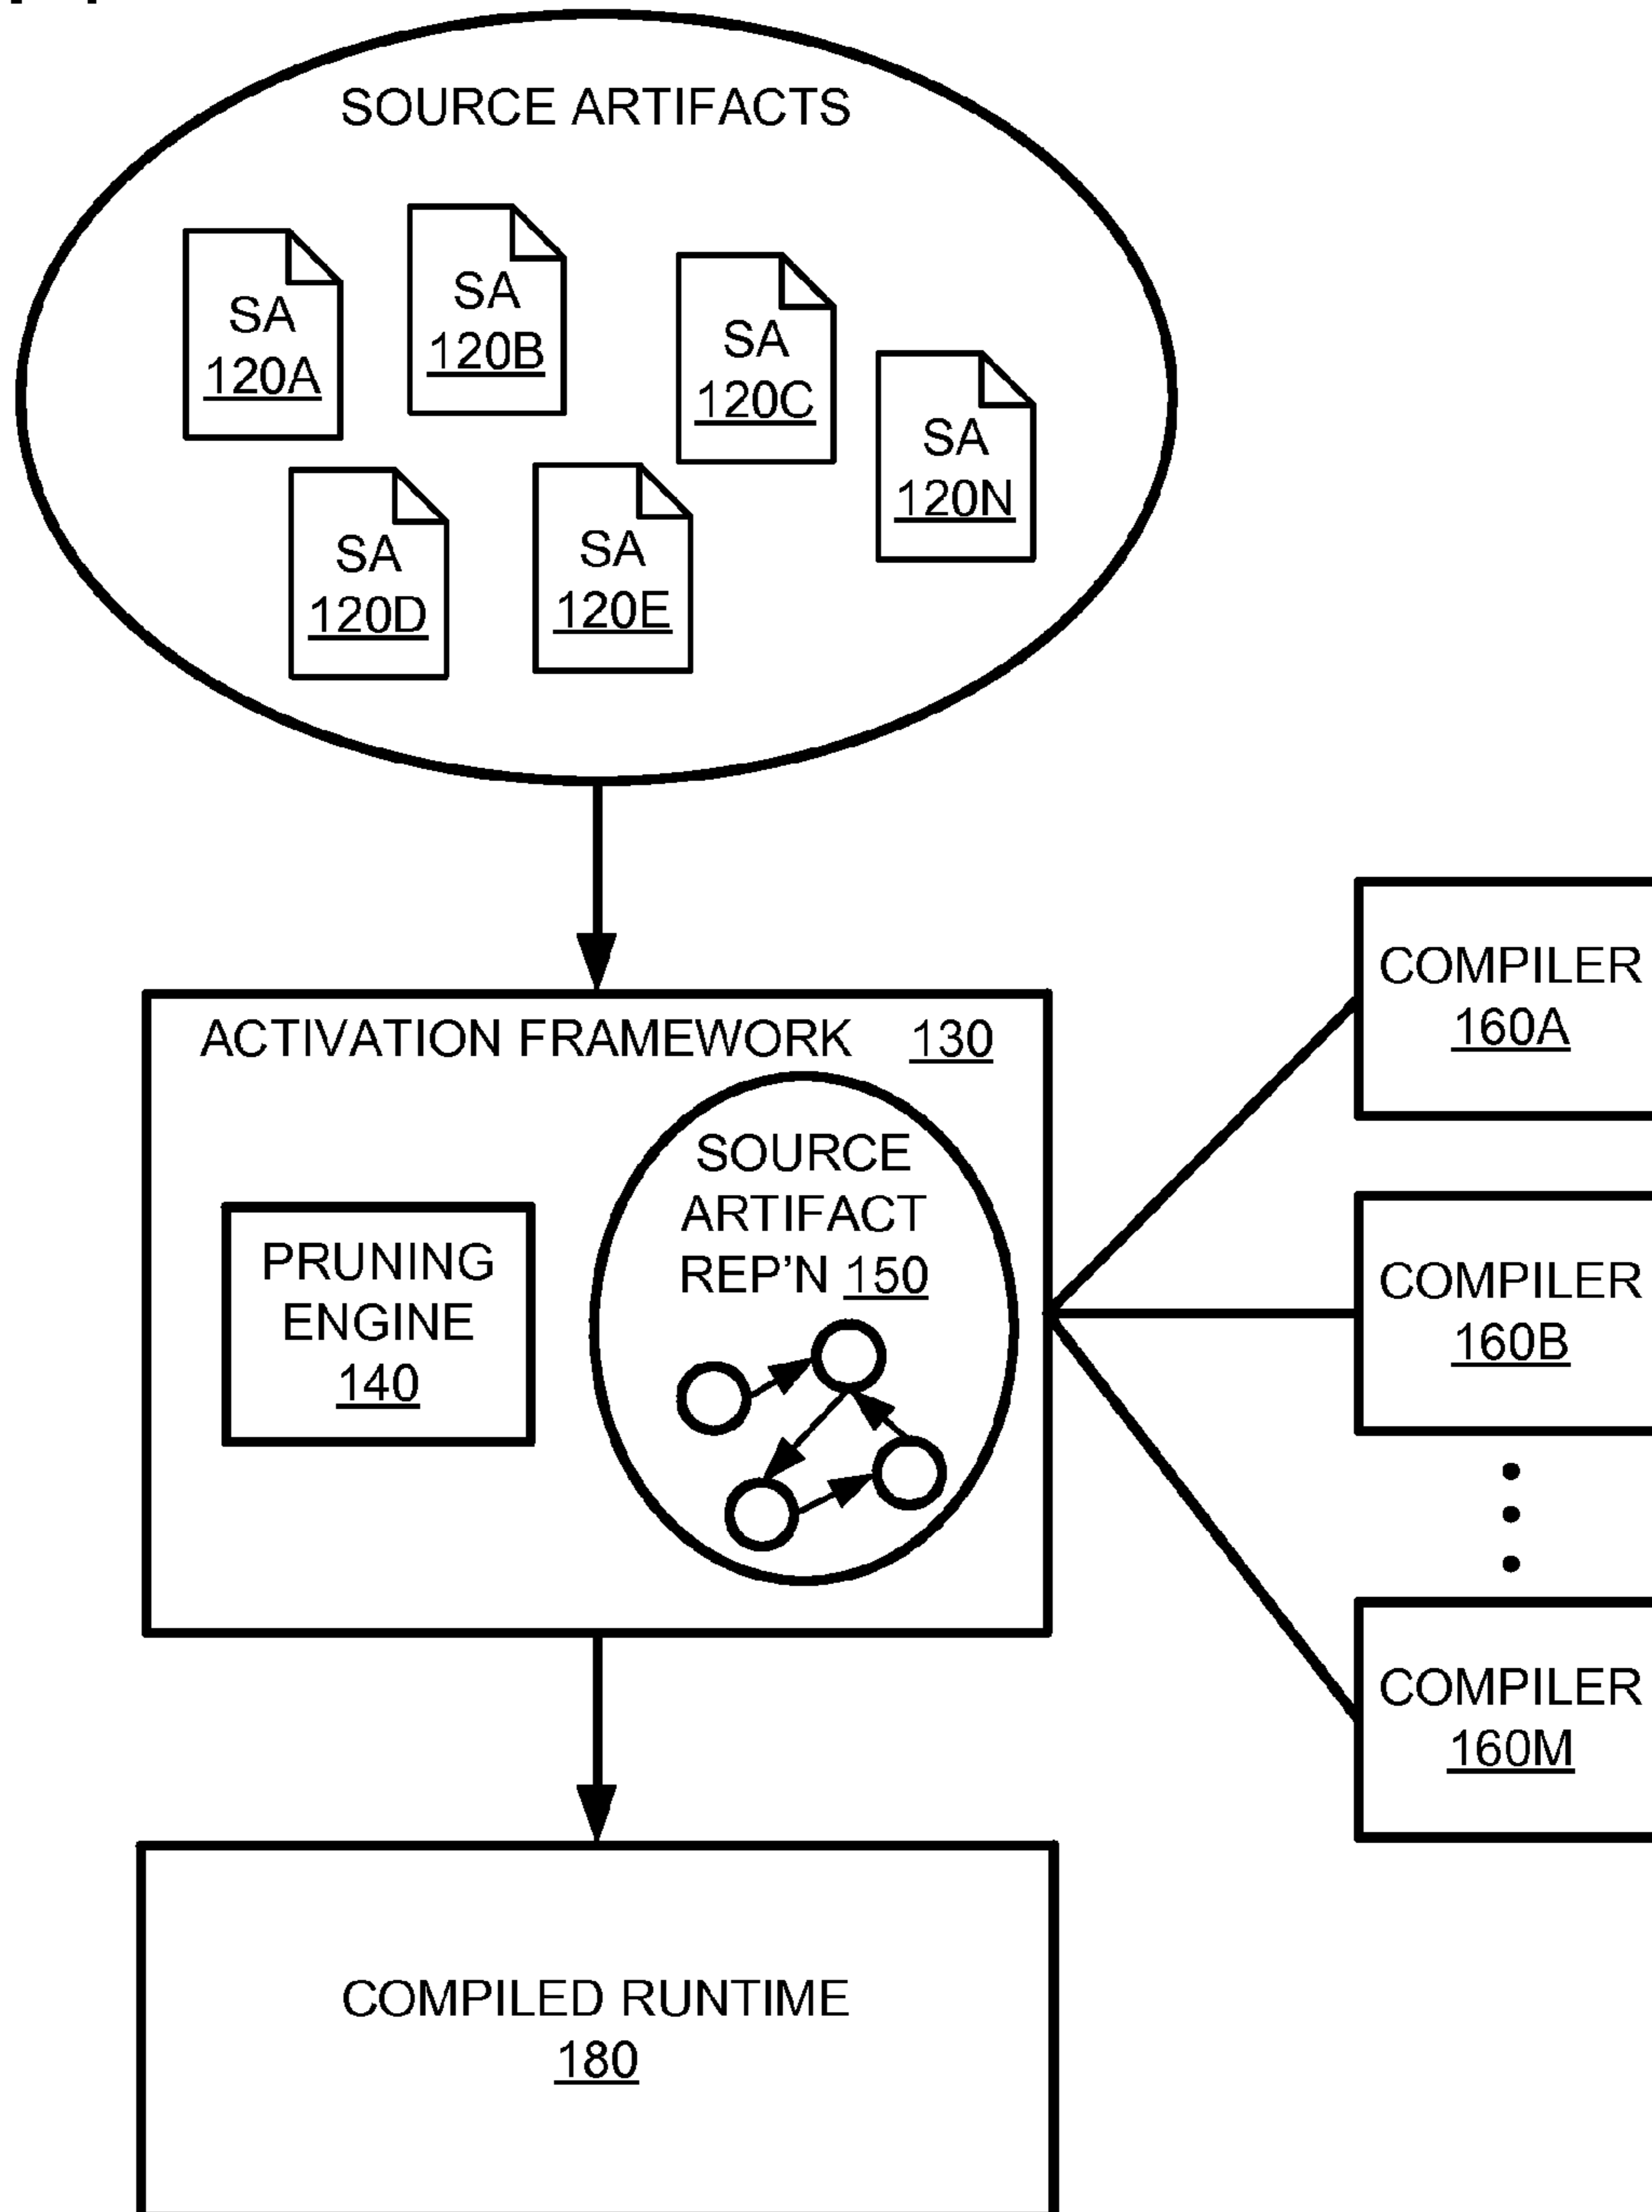 SOURCE ARTIFACTS
SA
120A
SA
120B
SA
120C
SA
120N
SA
120D
SA
120E
ACTIVATION FRAMEWORK 130
PRUNING
ENGINE
140
SOURCE
ARTIFACT
REP'N 150
COMPILER
160A
COMPILER
160B
COMPILER
160M
COMPILED RUNTIME
180